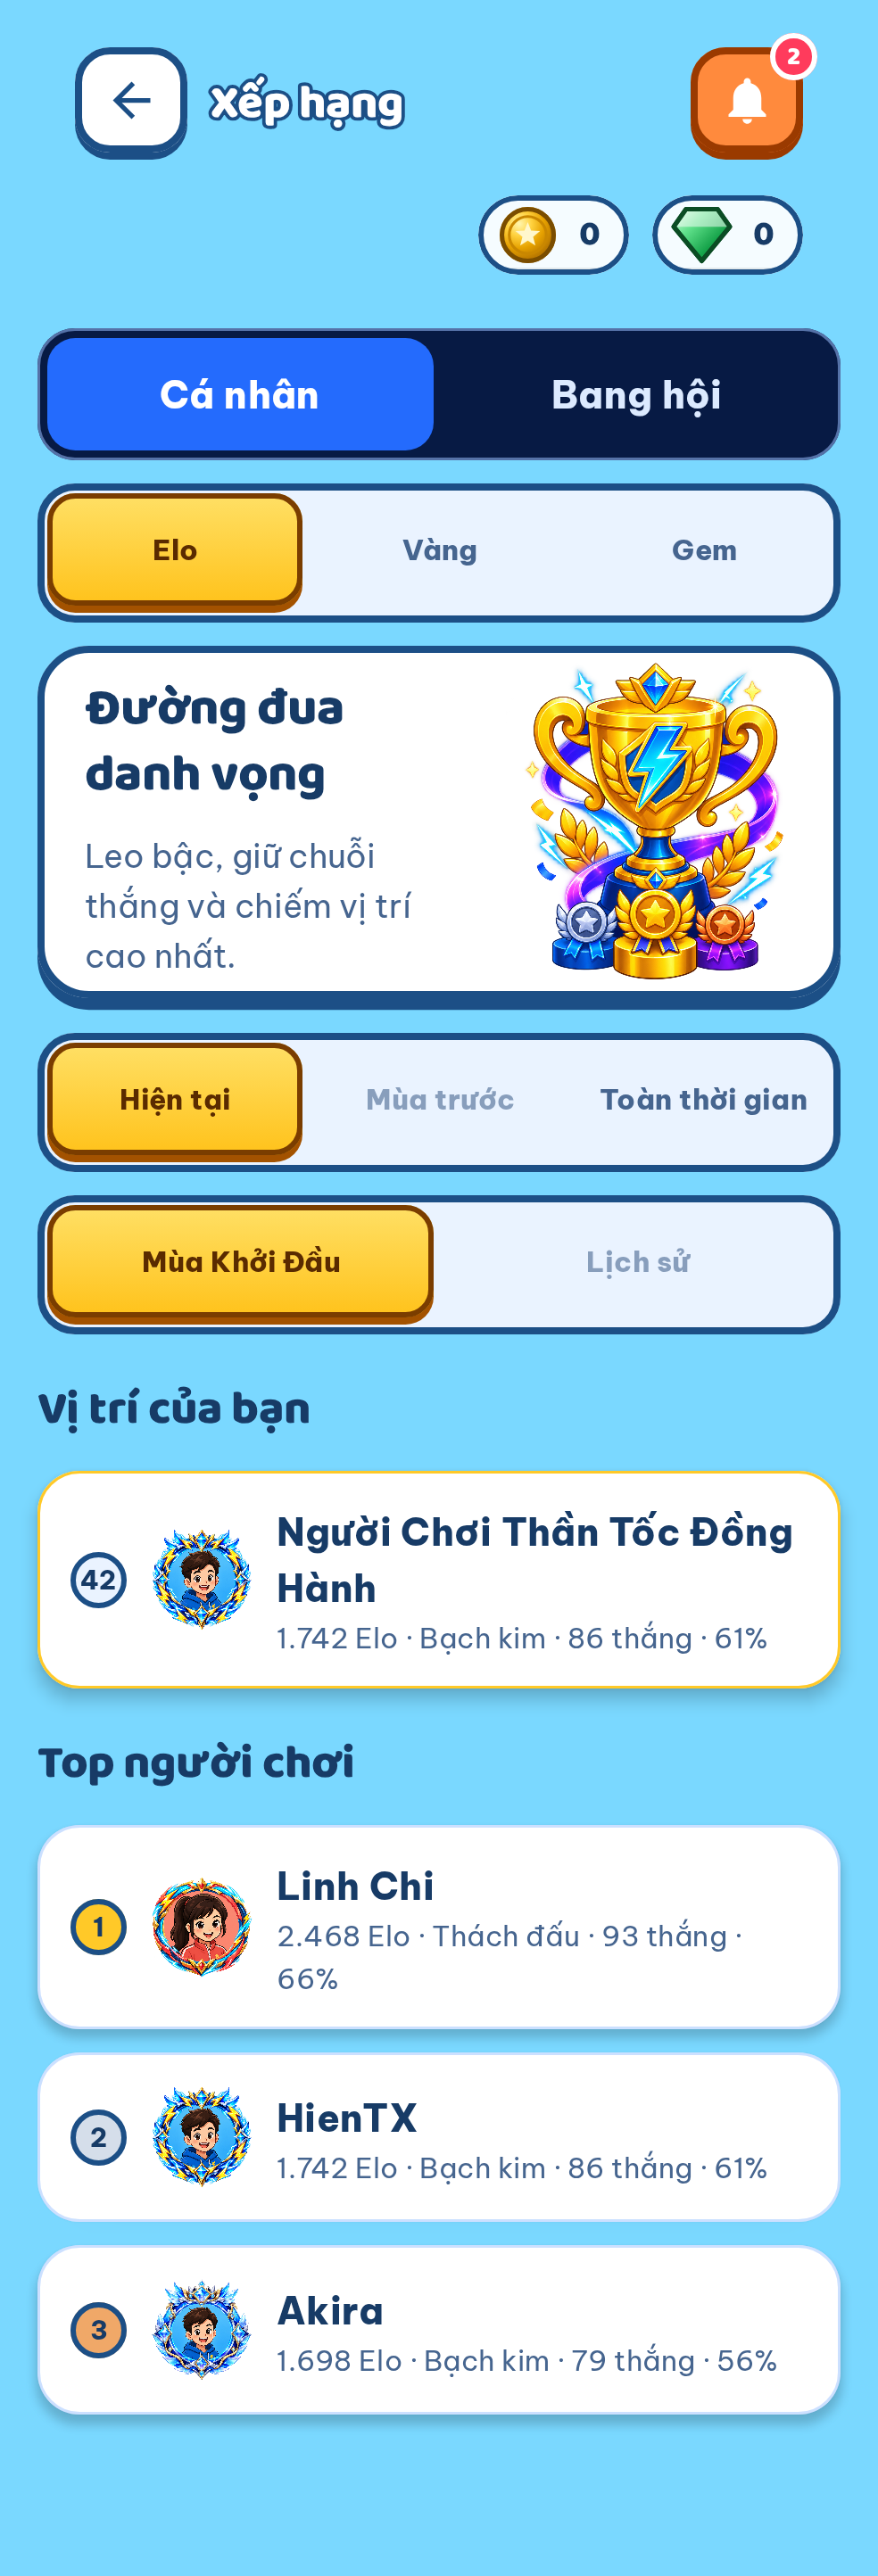 Xếp hạng
2
0
0
Cá nhân
Bang hội
Elo
Vàng
Gem
Đường đua
danh vọng
Leo bậc, giữ chuỗi
thắng và chiếm vị trí
cao nhất.
Hiện tại
Mùa trước
Toàn thời gian
Mùa Khởi Đầu
Lịch sử
Vị trí của bạn
42
Người Chơi Thần Tốc Đồng
Hành
1.742 Elo · Bạch kim · 86 thắng · 61%
Top người chơi
1
Linh Chi
2.468 Elo · Thách đấu · 93 thắng ·
66%
2
HienTX
1.742 Elo · Bạch kim · 86 thắng · 61%
3
Akira
1.698 Elo · Bạch kim · 79 thắng · 56%